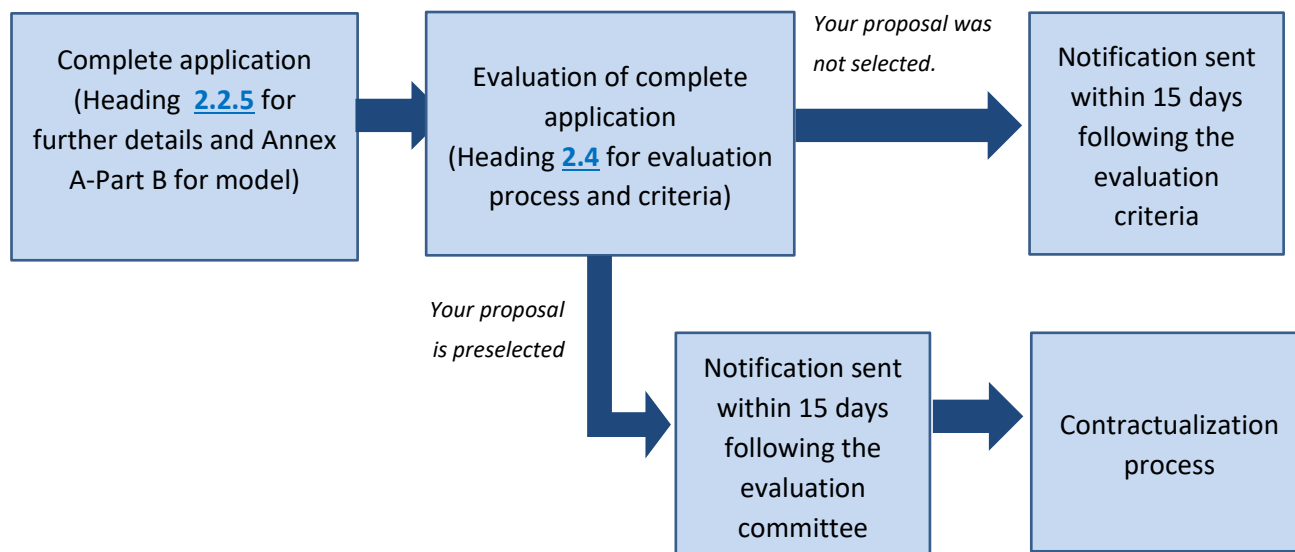 Complete application
(Heading 2.2.5 for
further details and Annex
A-Part B for model)
Evaluation of complete
application
(Heading 2.4 for evaluation
process and criteria)
Your proposal was
not selected.
Notification sent
within 15 days
following the
evaluation
criteria
Your proposal
is preselected
Notification sent
within 15 days
following the
evaluation
committee
Contractualization
process